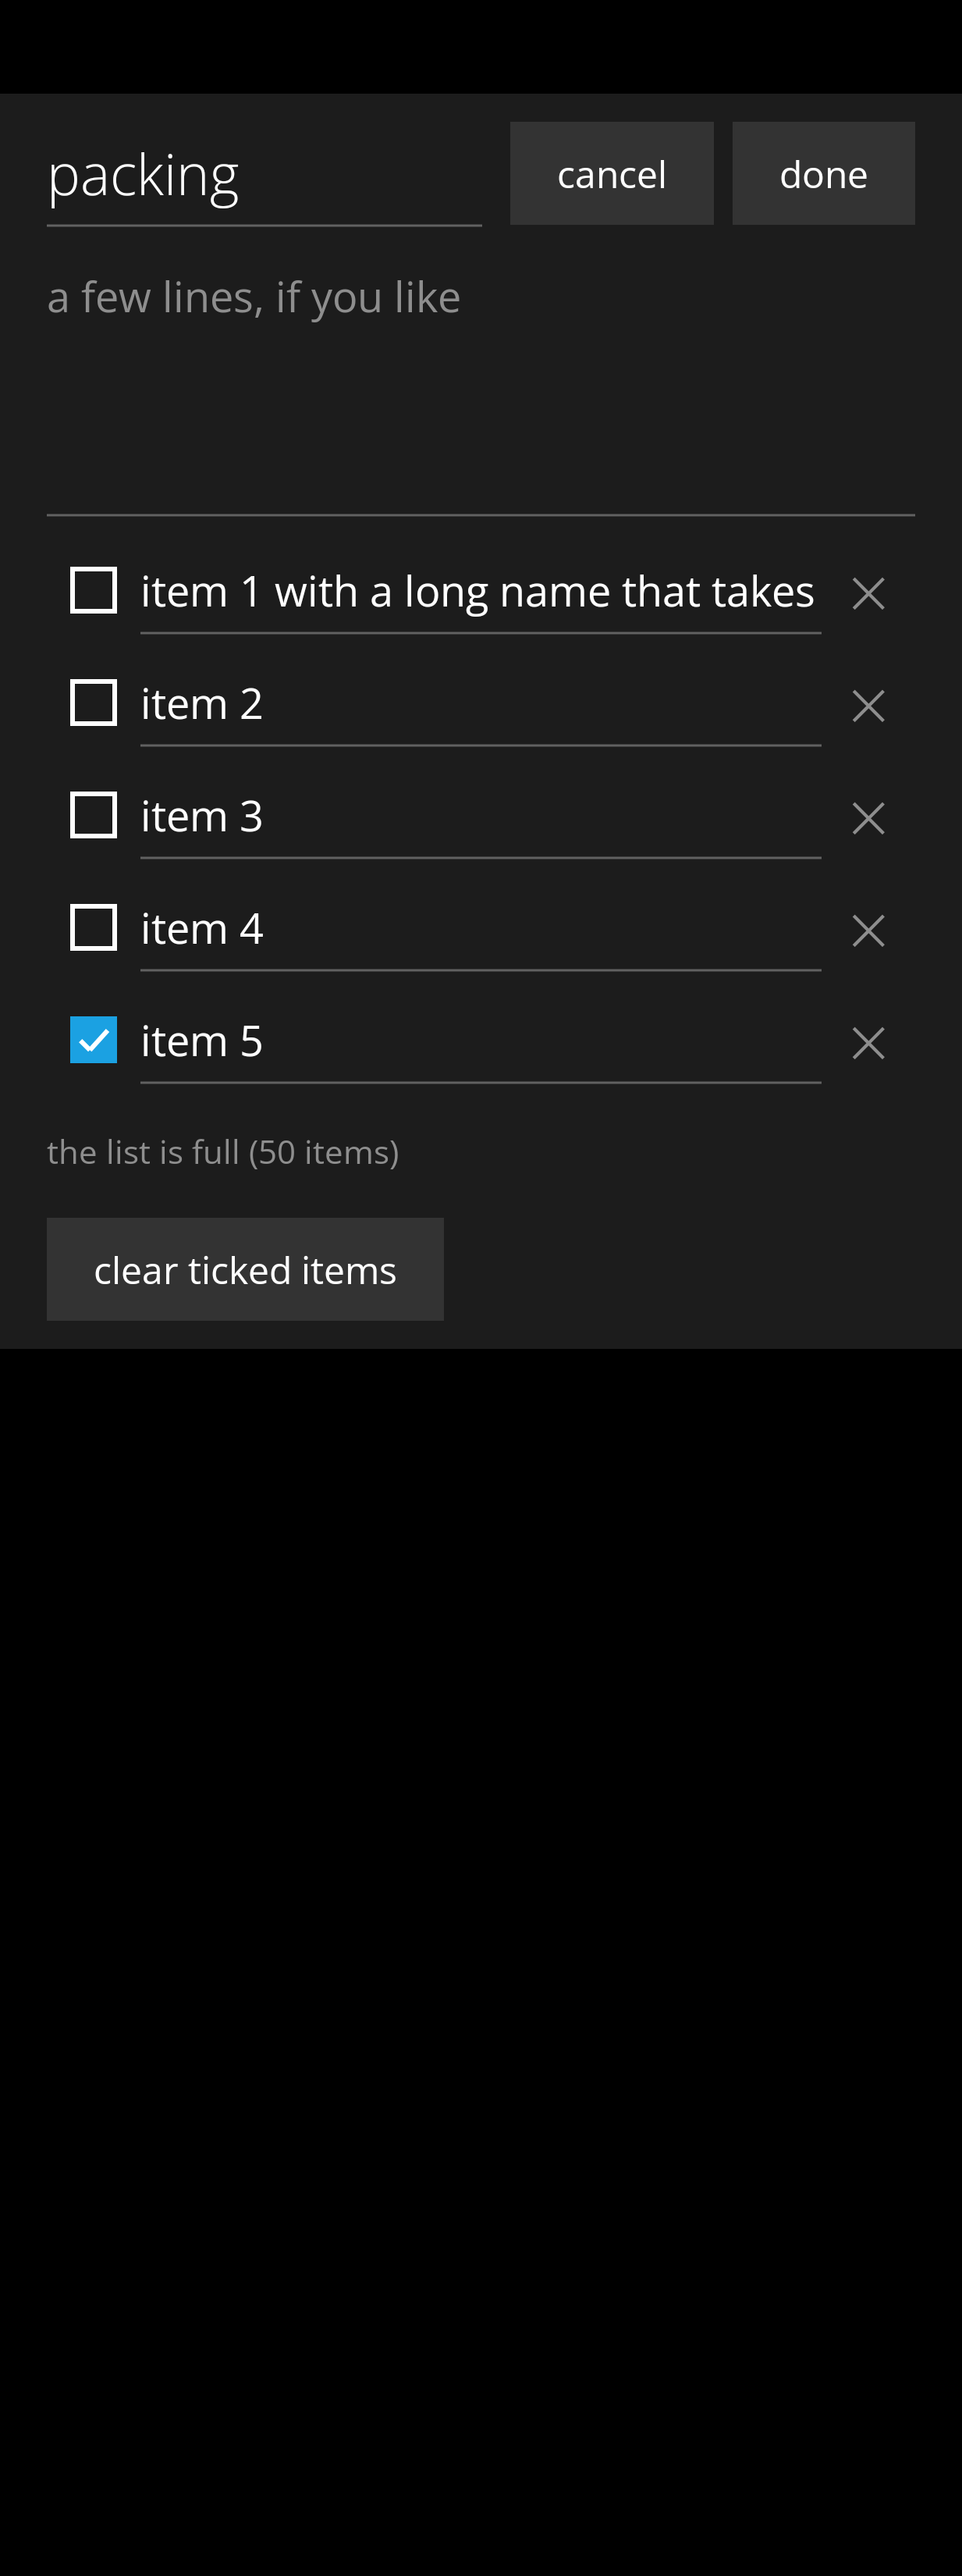 packing
cancel
done
a few lines, if you like
item 1 with a long name that takes
item 2
item 3
item 4
item 5
the list is full (50 items)
clear ticked items